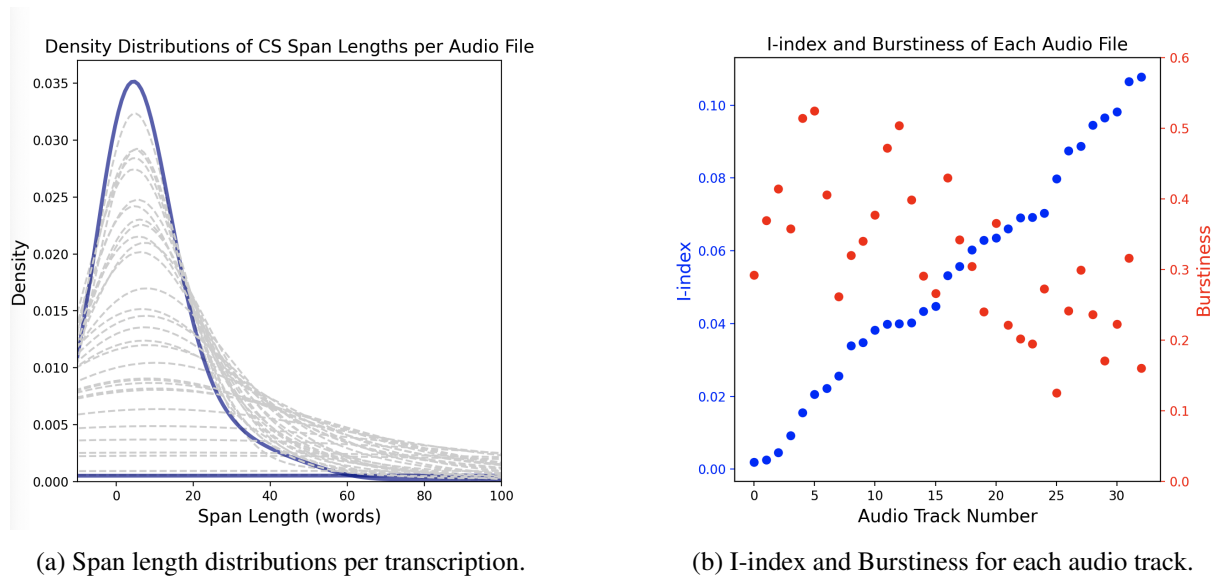 Density Distributions of CS Span Lengths per Audio File
0.035
0.030
0.025
0.020
0.015
0.010
0.005
0.000
Density
0 20 40 60 80 100
Span Length (words)
(a) Span length distributions per transcription.
I-index and Burstiness of Each Audio File
0.10
0.08
0.06
0.04
0.02
0.00
I-index
0.6
0.5
0.4
0.3
0.2
0.1
0.0
Burstiness
0 5 10 15 20 25 30
Audio Track Number
(b) I-index and Burstiness for each audio track.